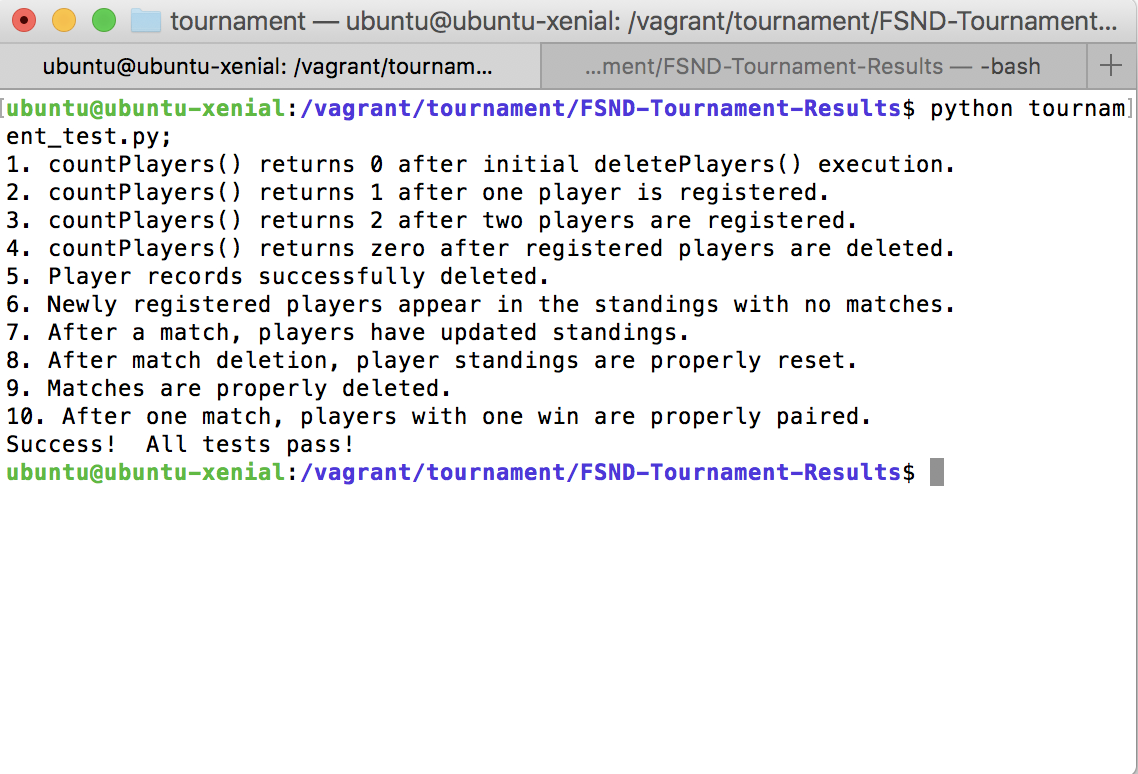 tournament — ubuntu@ubuntu-xenial: /vagrant/tournament/FSND-Tournament...
ubuntu@ubuntu-xenial: /vagrant/tournam...
...ment/FSND-Tournament-Results — -bash
+
[ubuntu@ubuntu-xenial:/vagrant/tournament/FSND-Tournament-Results$ python tournam]
ent_test.py;
1. countPlayers() returns 0 after initial deletePlayers() execution.
2. countPlayers() returns 1 after one player is registered.
3. countPlayers() returns 2 after two players are registered.
4. countPlayers() returns zero after registered players are deleted.
5. Player records successfully deleted.
6. Newly registered players appear in the standings with no matches.
7. After a match, players have updated standings.
8. After match deletion, player standings are properly reset.
9. Matches are properly deleted.
10. After one match, players with one win are properly paired.
Success!  All tests pass!
ubuntu@ubuntu-xenial:/vagrant/tournament/FSND-Tournament-Results$